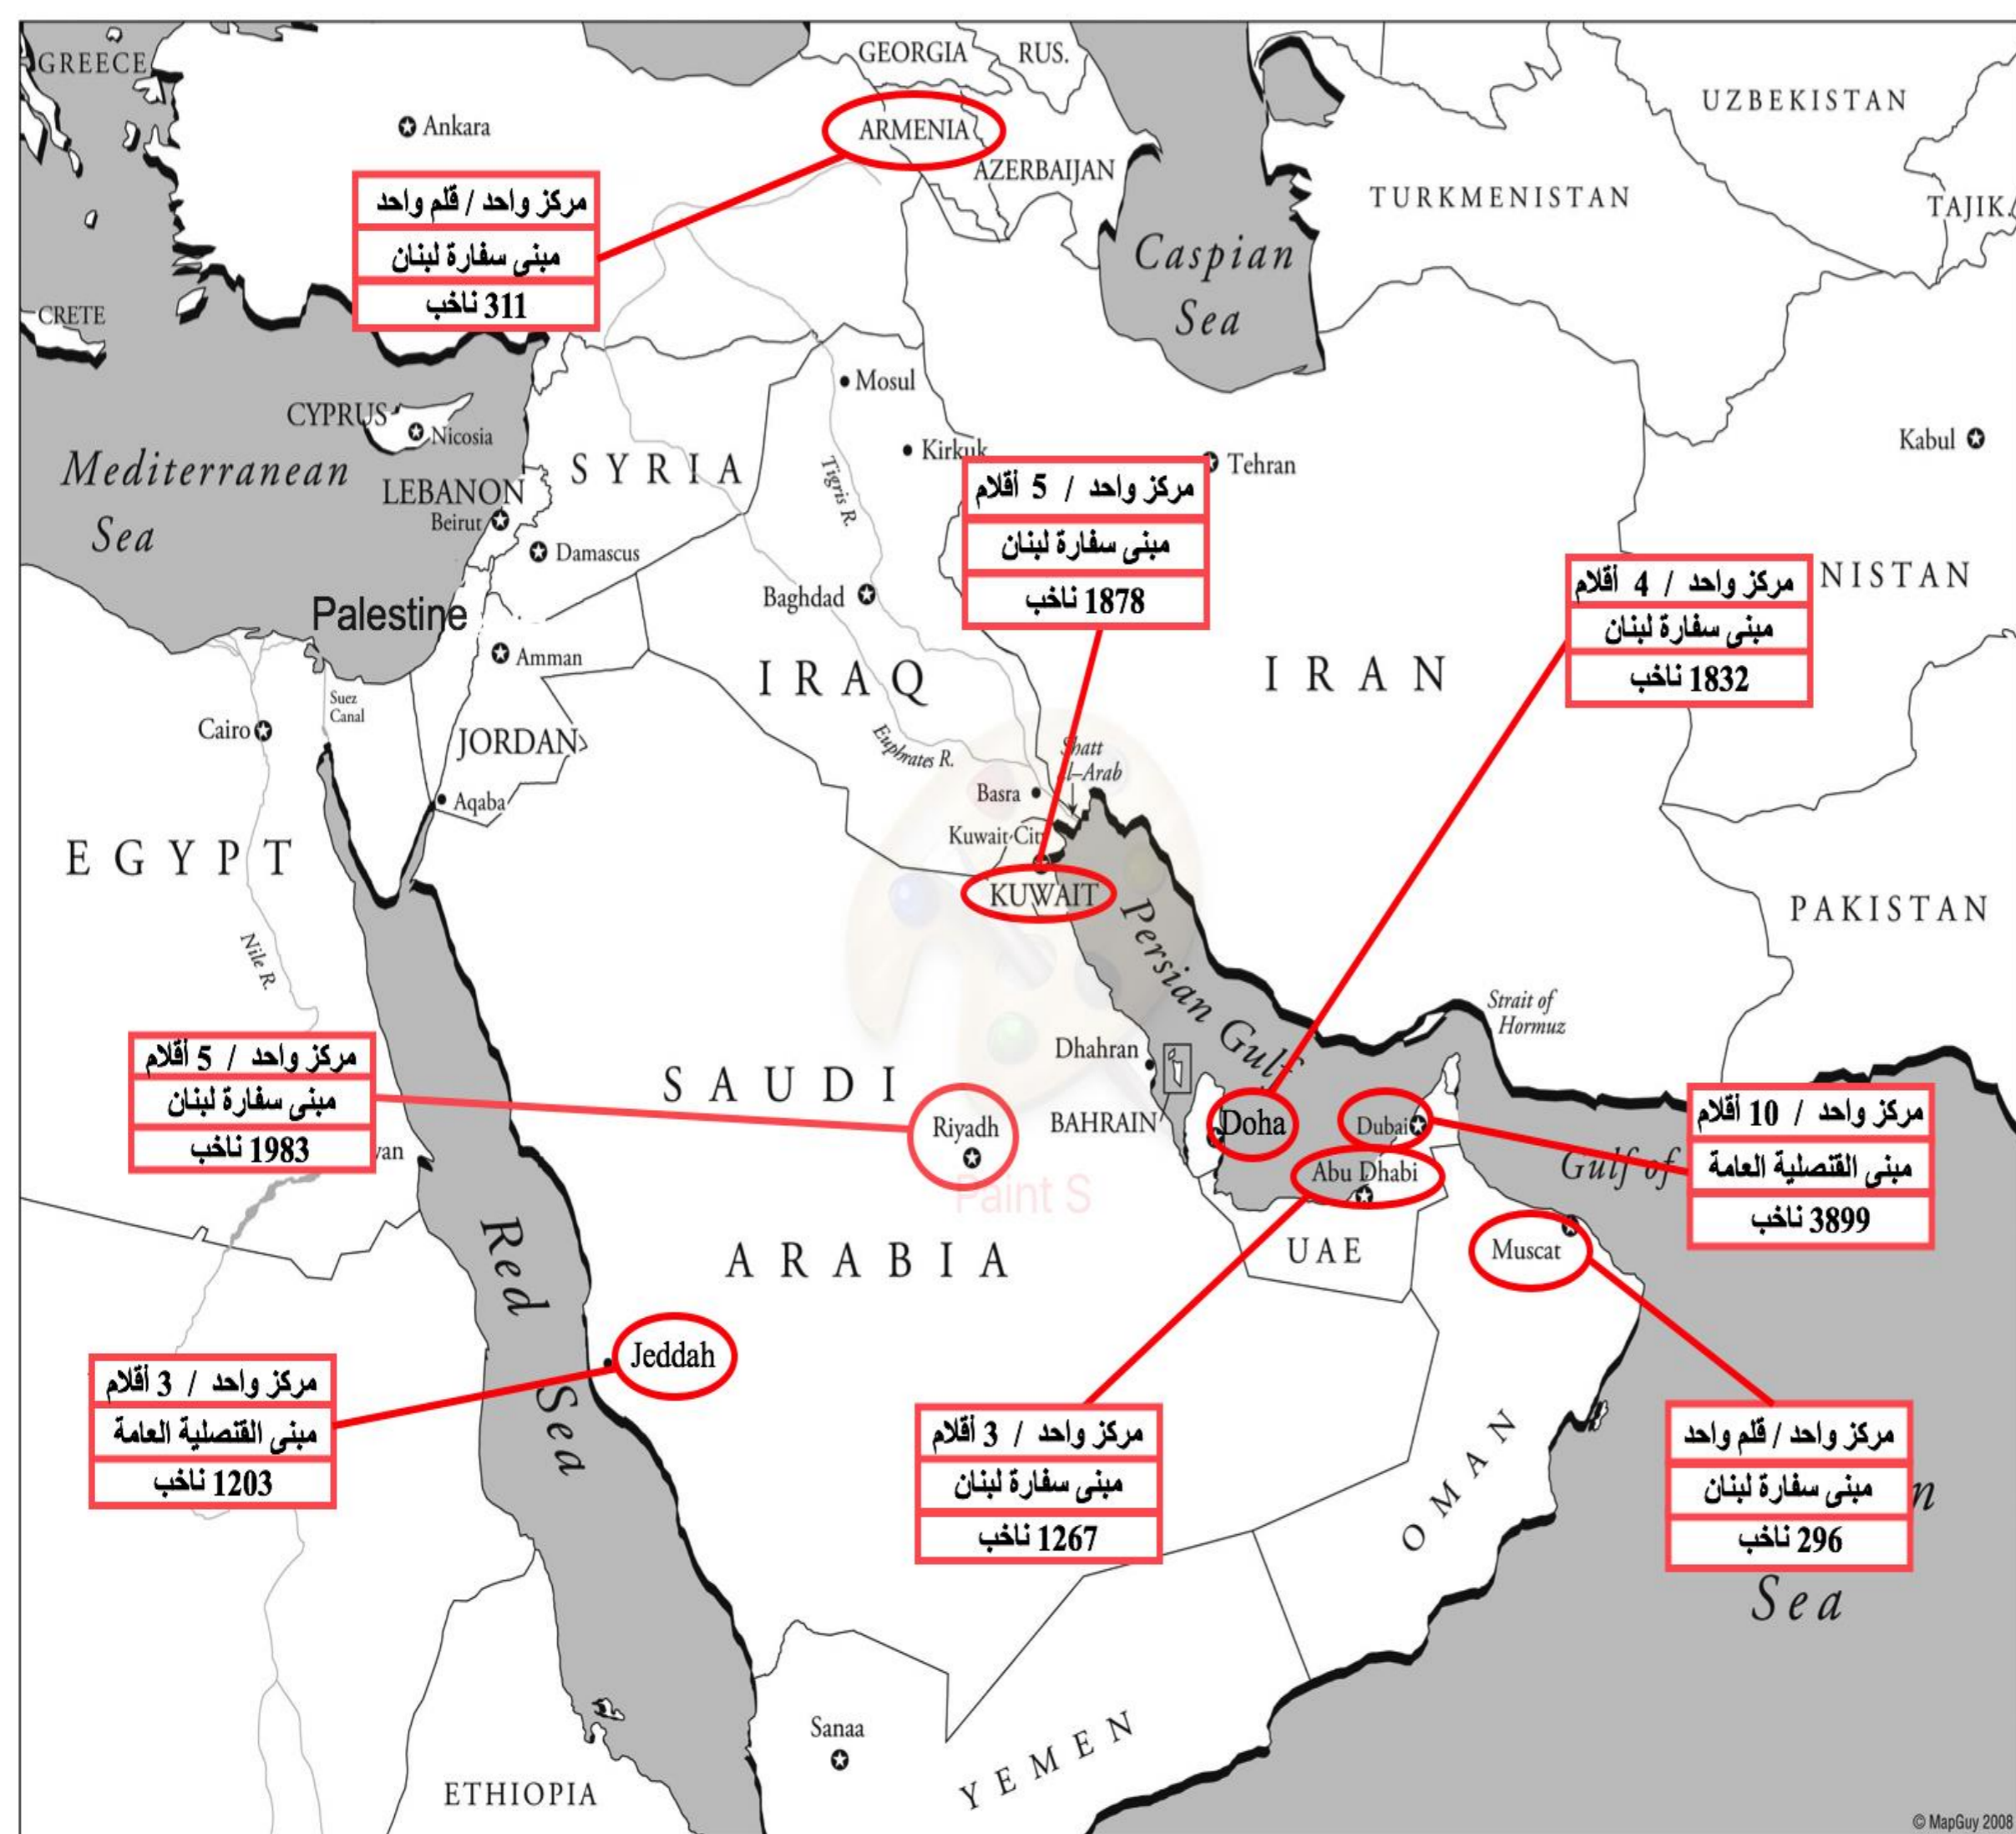 GREECE
GEORGIA
RUS.
UZBEKISTAN
Ankara
ARMENIA
AZERBAIJAN
TURKMENISTAN
TAJIKA
مركز واحد / قلم واحد
مبنى سفارة لبنان
311 ناخب
Caspian
Sea
CRETE
Mosul
CYPRUS
Nicosia
Kirkuk
Tehran
Kabul
Mediterranean
Sea
SYRIA
Tigris R.
LEBANON
Beirut
Damascus
مركز واحد / 5 أقلام
مبنى سفارة لبنان
1878 ناخب
مركز واحد / 4 أقلام
مبنى سفارة لبنان
1832 ناخب
NISTAN
Baghdad
Palestine
Amman
IRAQ
IRAN
Suez
Canal
Cairo
JORDAN
Euphrates R.
Shatt
al-Arab
Aqaba
Basra
Kuwait City
EGYPT
KUWAIT
PAKISTAN
Nile R.
Persian Gulf
Strait of
Hormuz
مركز واحد / 5 أقلام
مبنى سفارة لبنان
1983 ناخب
van
SAUDI
Dhahran
Riyadh
BAHRAIN
Doha
Dubai
Abu Dhabi
Gulf of
مركز واحد / 10 أقلام
مبنى القنصلية العامة
3899 ناخب
Paint S
Red Sea
ARABIA
UAE
Muscat
Jeddah
مركز واحد / 3 أقلام
مبنى القنصلية العامة
1203 ناخب
مركز واحد / 3 أقلام
مبنى سفارة لبنان
1267 ناخب
OMAN
مركز واحد / قلم واحد
مبنى سفارة لبنان
296 ناخب
n
Sea
Sanaa
YEMEN
ETHIOPIA
© MapGuy 2008